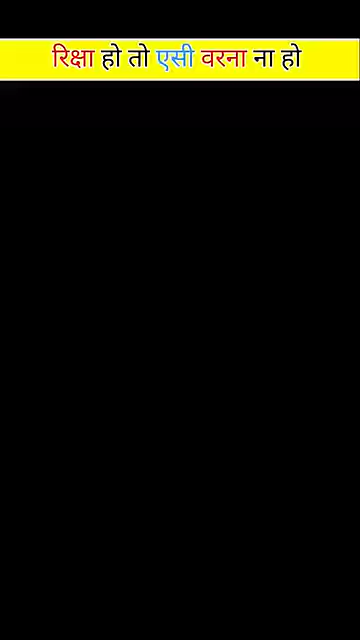 रिक्षा हो तो एसी वरना ना हो